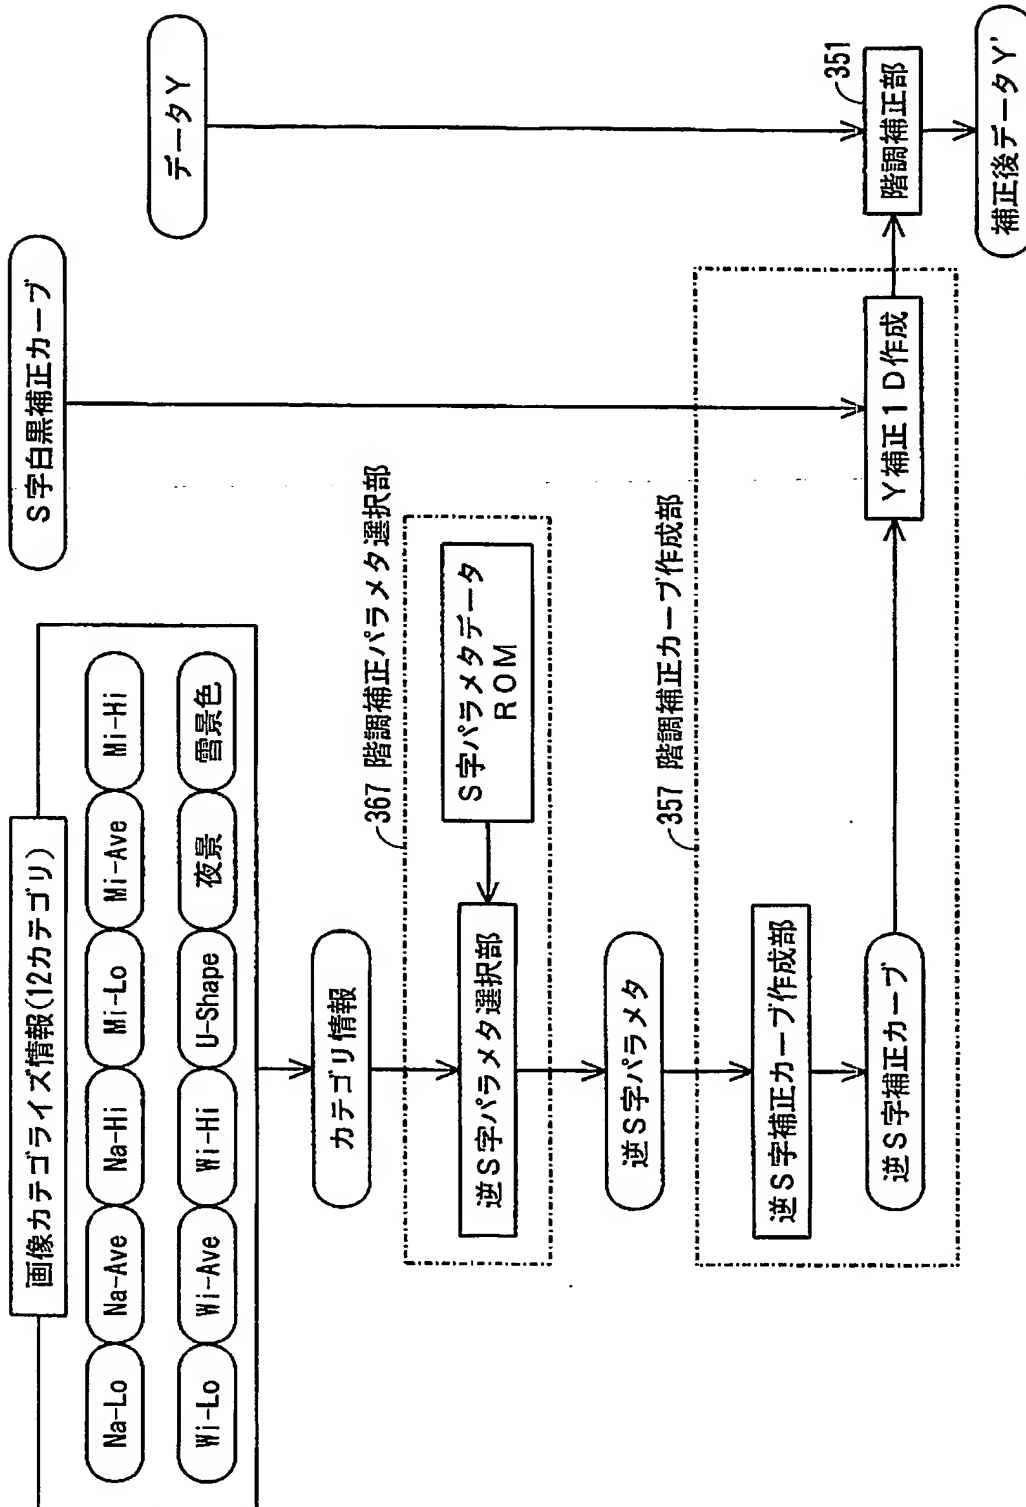 画像カテゴライズ情報(12カテゴリ)
Na-Lo
Na-Ave
Na-Hi
Mi-Lo
Mi-Ave
Mi-Hi
Wi-Lo
Wi-Ave
Wi-Hi
U-Shape
夜景
雪景色
S字白黒補正カーブ
データY
カテゴリ情報
367 階調補正パラメタ選択部
逆S字パラメタ選択部
S字パラメタデータ
ROM
逆S字パラメタ
357 階調補正カーブ作成部
逆S字補正カーブ作成部
逆S字補正カーブ
Y補正1D作成
351
階調補正部
補正後データY'